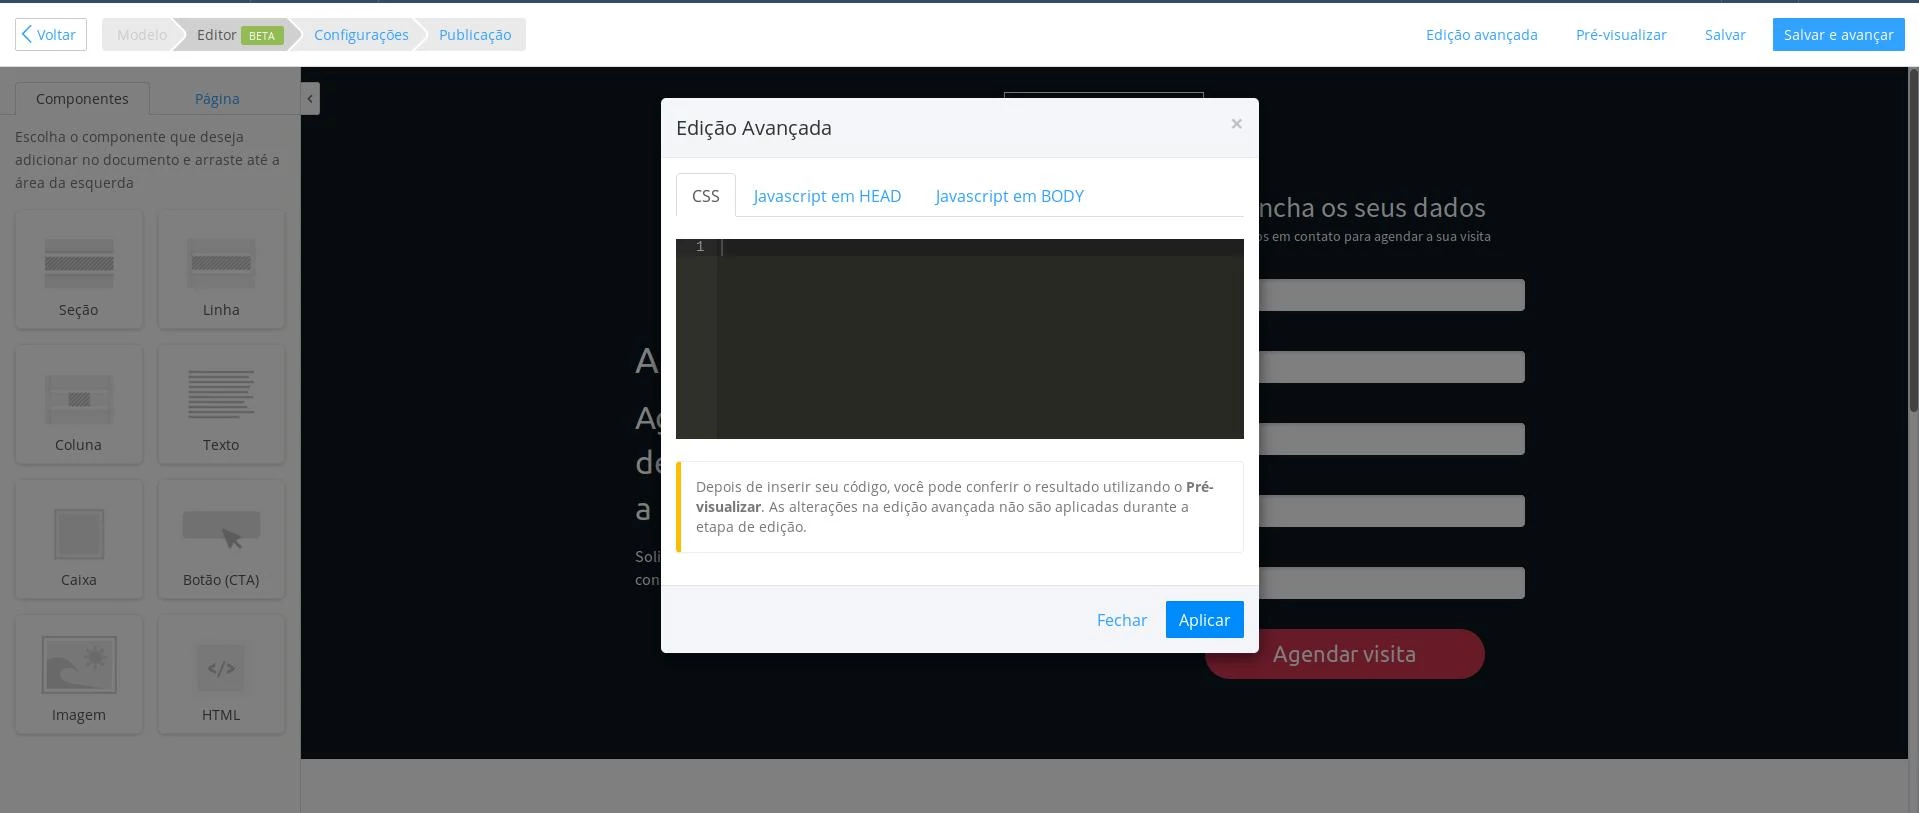 Voltar
Modelo
Editor BETA
Configurações
Publicação
Edição avançada
Pré-visualizar
Salvar
Salvar e avançar
Componentes
Página
Escolha o componente que deseja
adicionar no documento e arraste até a
área da esquerda
Seção
Linha
Coluna
Texto
Caixa
Botão (CTA)
Imagem
</>
HTML
Edição Avançada
×
CSS
Javascript em HEAD
Javascript em BODY
1
Depois de inserir seu código, você pode conferir o resultado utilizando o Pré-
visualizar. As alterações na edição avançada não são aplicadas durante a
etapa de edição.
Fechar
Aplicar
ncha os seus dados
os em contato para agendar a sua visita
A
Ag
de
a
Soli
con
Agendar visita